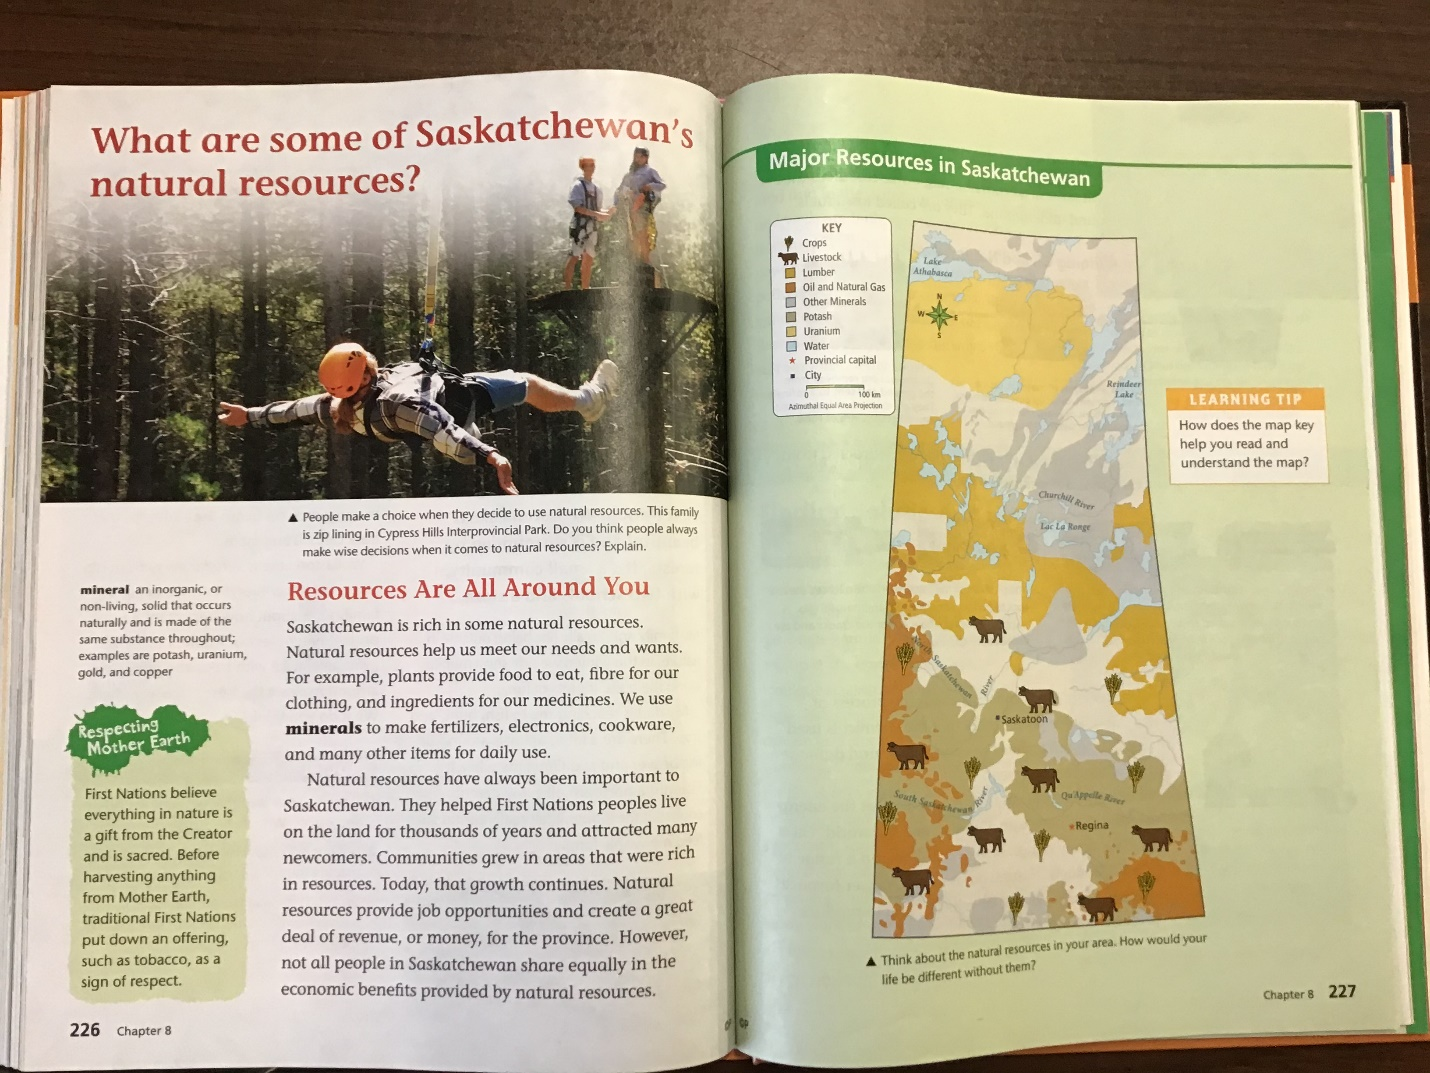 What are some of Saskatchewan's
natural resources?
▲ People make a choice when they decide to use natural resources. This family
is zip lining in Cypress Hills Interprovincial Park. Do you think people always
make wise decisions when it comes to natural resources? Explain.
mineral an inorganic, or
non-living, solid that occurs
naturally and is made of the
same substance throughout;
examples are potash, uranium,
gold, and copper
Respecting
Mother Earth
First Nations believe
everything in nature is
a gift from the Creator
and is sacred. Before
harvesting anything
from Mother Earth,
traditional First Nations
put down an offering,
such as tobacco, as a
sign of respect.
Resources Are All Around You
Saskatchewan is rich in some natural resources.
Natural resources help us meet our needs and wants.
For example, plants provide food to eat, fibre for our
clothing, and ingredients for our medicines. We use
minerals to make fertilizers, electronics, cookware,
and many other items for daily use.
Natural resources have always been important to
Saskatchewan. They helped First Nations peoples live
on the land for thousands of years and attracted many
newcomers. Communities grew in areas that were rich
in resources. Today, that growth continues. Natural
resources provide job opportunities and create a great
deal of revenue, or money, for the province. However,
not all people in Saskatchewan share equally in the
economic benefits provided by natural resources.
226 Chapter 8
Major Resources in Saskatchewan
KEY
Crops
Livestock
Lumber
Oil and Natural Gas
Other Minerals
Potash
Uranium
Water
Provincial capital
City
0 100 km
Azimuthal Equal Area Projection
Lake
Athabasca
N
W E
S
Reindeer
Lake
Churchill River
Lac La Ronge
North Saskatchewan River
Saskatoon
South Saskatchewan River
Qu'Appelle River
Regina
LEARNING TIP
How does the map key
help you read and
understand the map?
▲ Think about the natural resources in your area. How would your
life be different without them?
Chapter 8 227